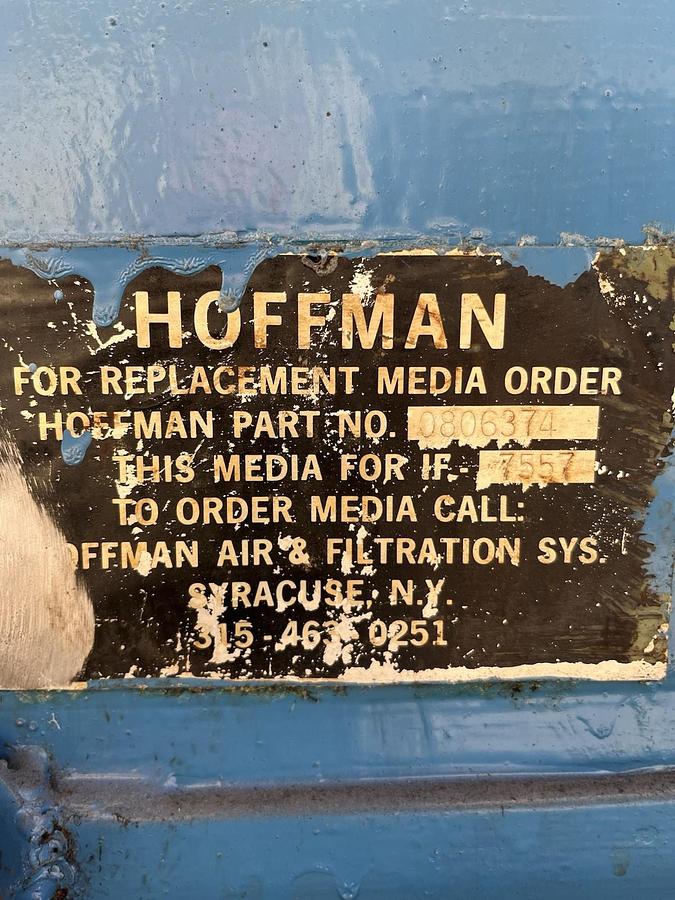 HOFFMAN
FOR REPLACEMENT MEDIA ORDER
HOFFMAN PART NO. 0806374
THIS MEDIA FOR IF- 7557
TO ORDER MEDIA CALL:
HOFFMAN AIR & FILTRATION SYS.
SYRACUSE, N.Y.
315-463-0251